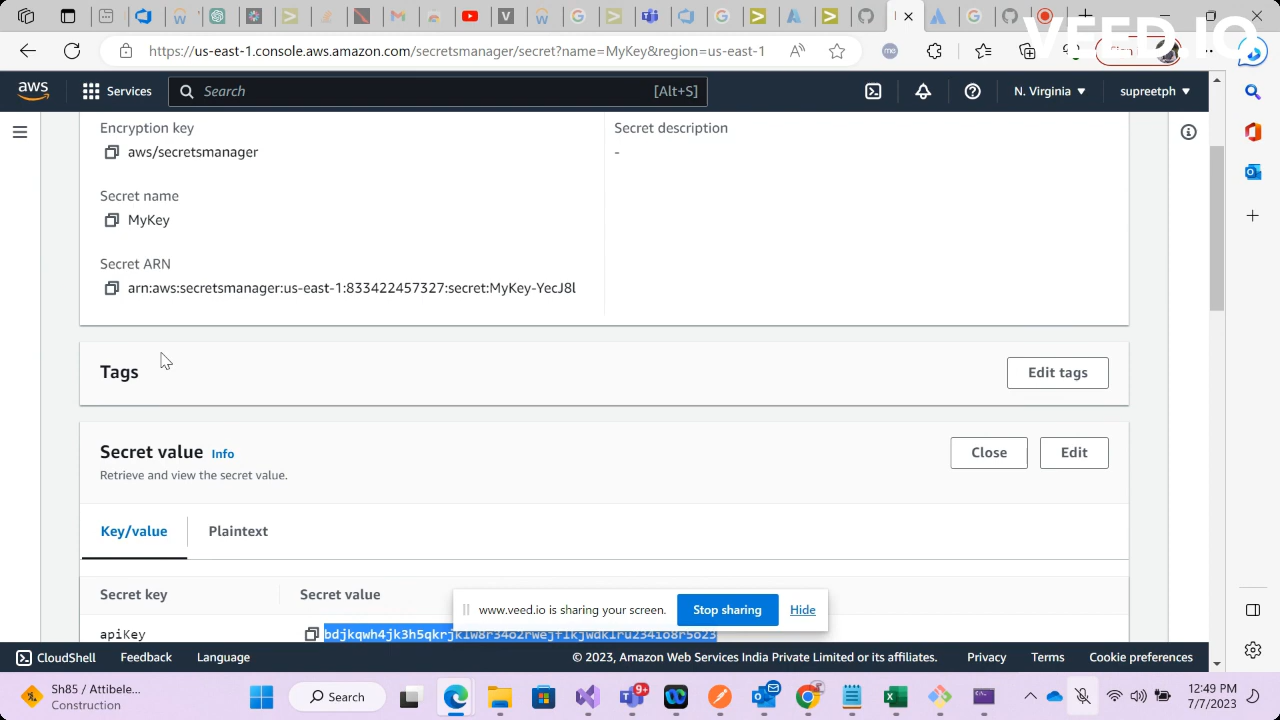 https://us-east-1.console.aws.amazon.com/secretsmanager/secret?name=MyKey&region=us-east-1
VEED.IO
aws
Services
Search
[Alt+S]
N. Virginia
supreetph
Encryption key
aws/secretsmanager
Secret description
-
Secret name
MyKey
Secret ARN
arn:aws:secretsmanager:us-east-1:833422457327:secret:MyKey-YecJ8l
Tags
Edit tags
Secret value Info
Retrieve and view the secret value.
Close
Edit
Key/value
Plaintext
Secret key
Secret value
www.veed.io is sharing your screen.
Stop sharing
Hide
apiKey
CloudShell
Feedback
Language
© 2023, Amazon Web Services India Private Limited or its affiliates.
Privacy
Terms
Cookie preferences
Sh85 / Attibele...
Construction
Search
9+
12:49 PM
7/7/2023